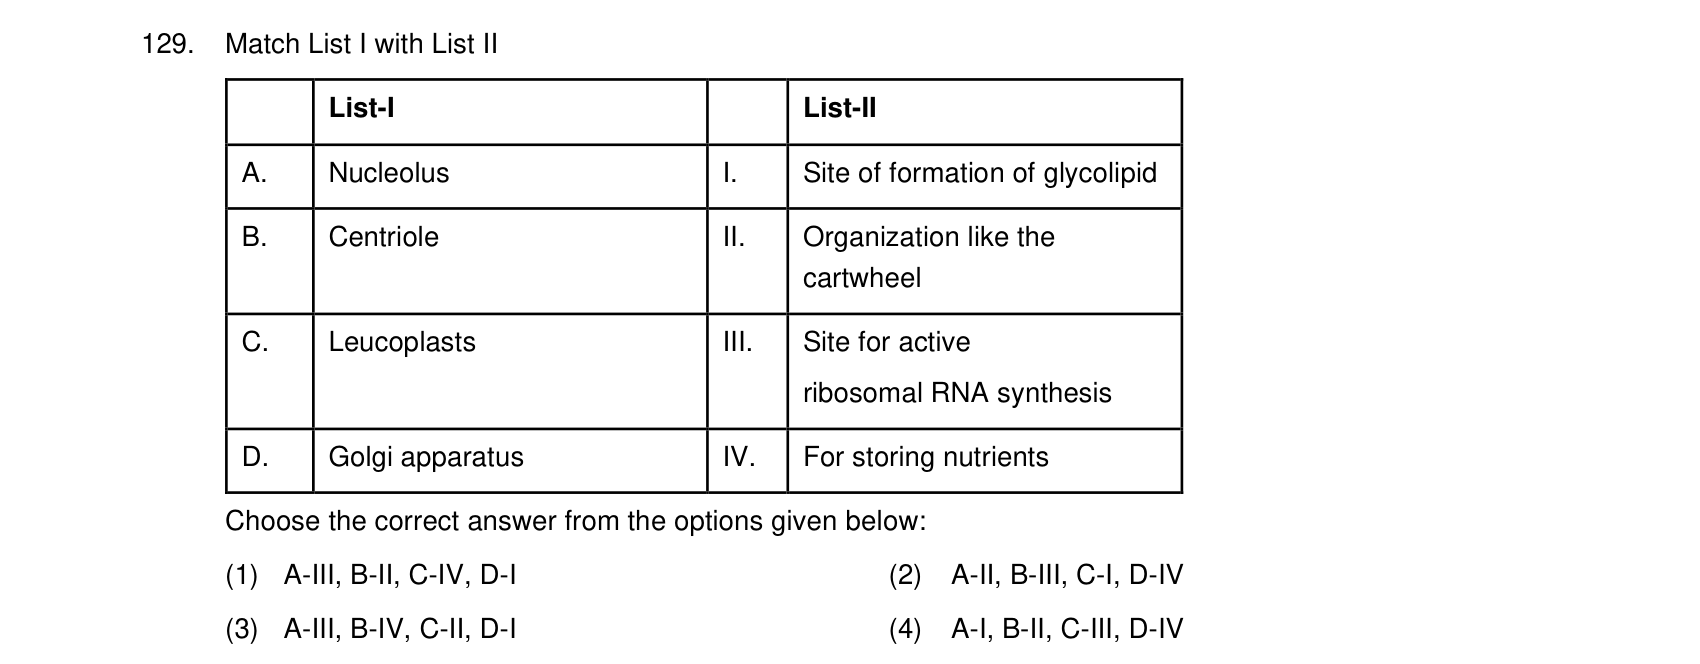 129. Match List I with List II
List-I List-II
A. Nucleolus I. Site of formation of glycolipid
B. Centriole II. Organization like the
cartwheel
C. Leucoplasts III. Site for active
ribosomal RNA synthesis
D. Golgi apparatus IV. For storing nutrients
Choose the correct answer from the options given below:
(1) A-III, B-II, C-IV, D-I (2) A-II, B-III, C-I, D-IV
(3) A-III, B-IV, C-II, D-I (4) A-I, B-II, C-III, D-IV